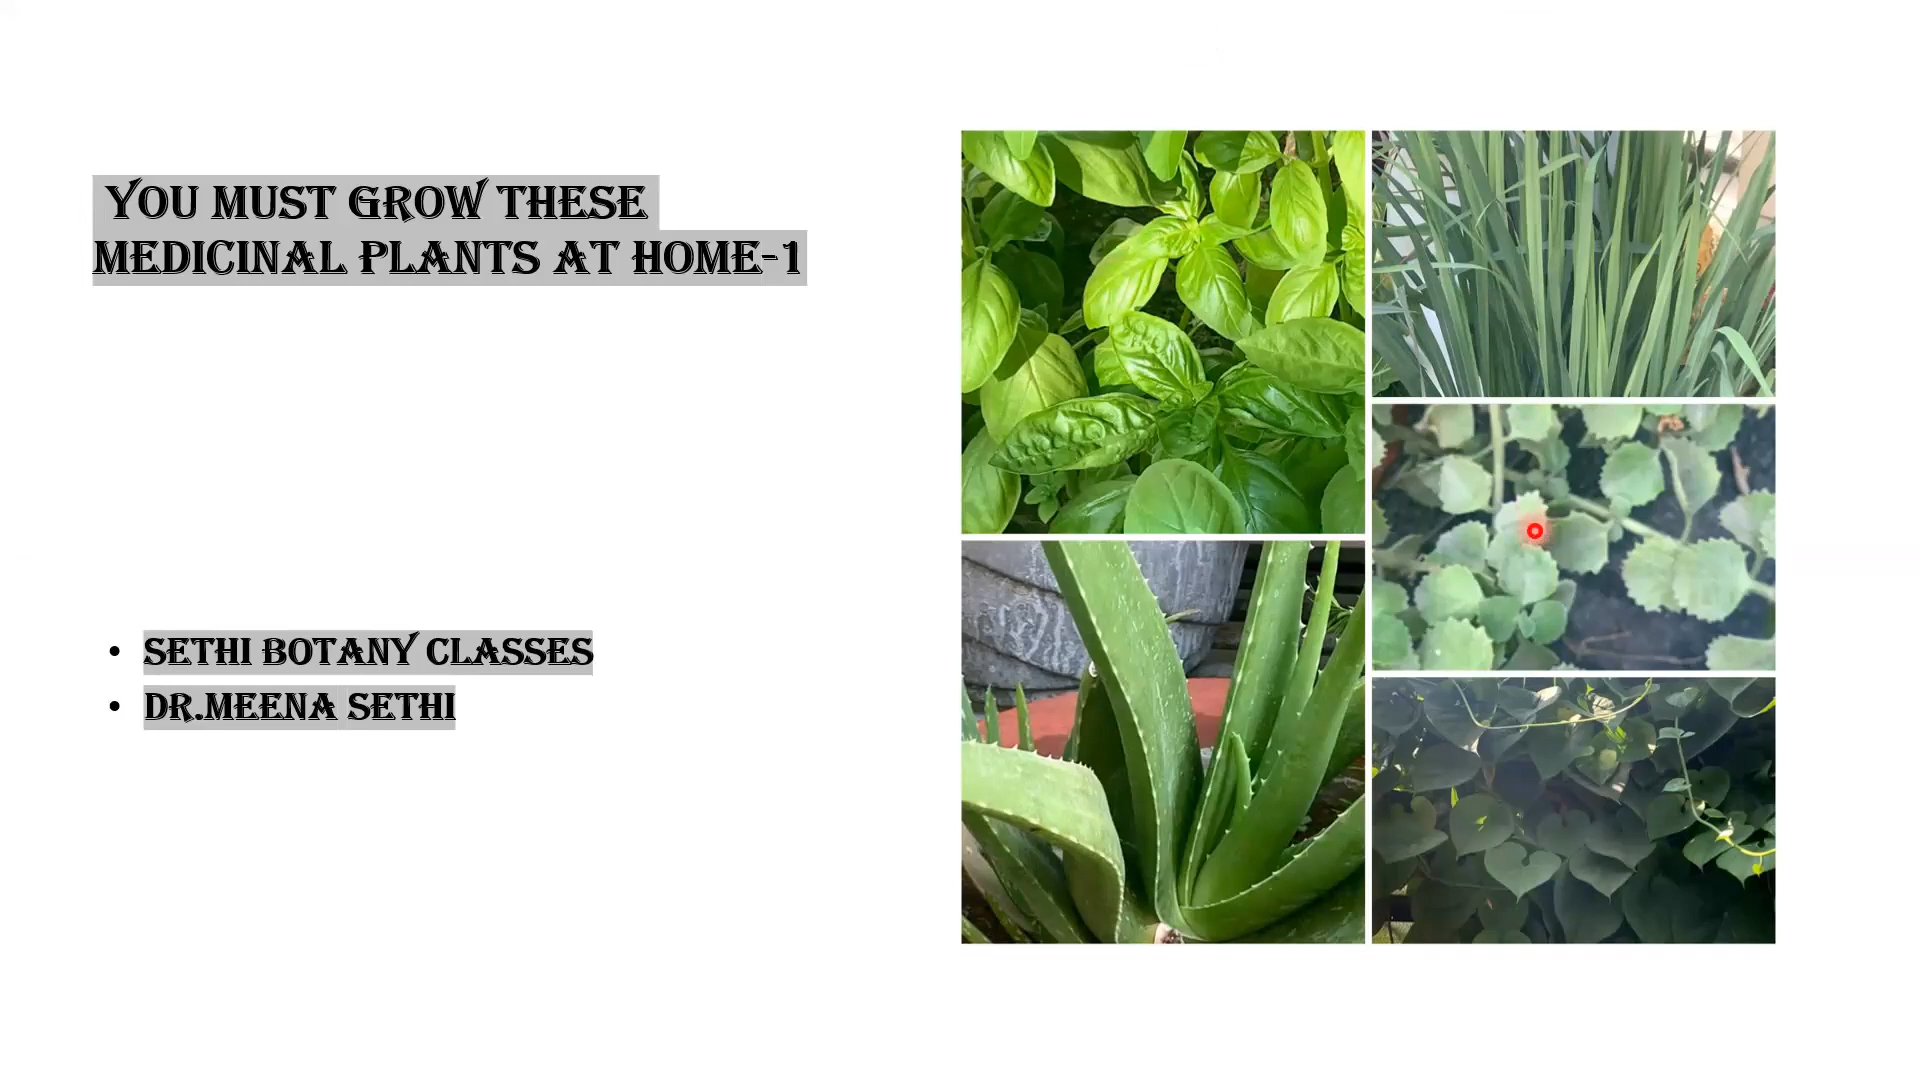 YOU MUST GROW THESE
MEDICINAL PLANTS AT HOME-1
• SETHI BOTANY CLASSES
• DR.MEENA SETHI